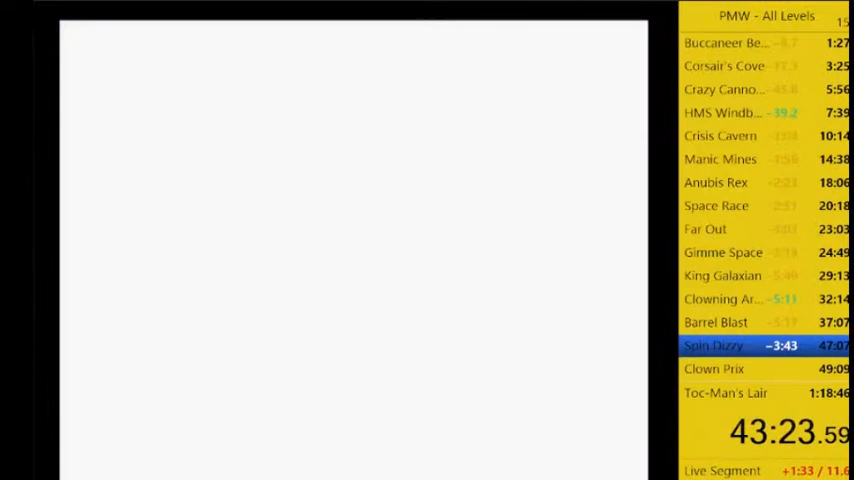 PMW - All Levels
15
Buccaneer Be... 1:27
Corsair's Cove 3:25
Crazy Canno... 5:56
HMS Windb... -39.2 7:39
Crisis Cavern 10:14
Manic Mines 14:38
Anubis Rex 18:06
Space Race 20:18
Far Out 23:03
Gimme Space 24:49
King Galaxian 29:13
Clowning Ar... -5:11 32:14
Barrel Blast 37:07
Spin Dizzy -3:43 47:07
Clown Prix 49:09
Toc-Man's Lair 1:18:46
43:23.59
Live Segment +1:33 / 11.6